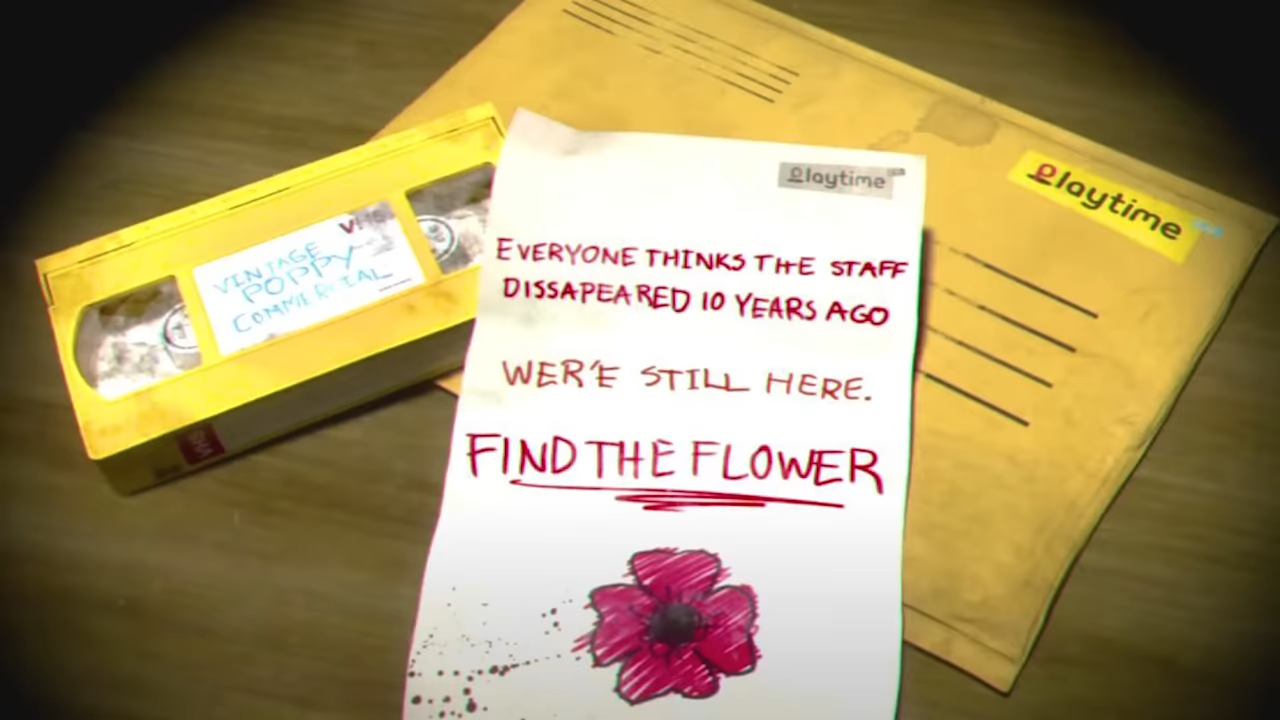 VHS
VINTAGE
POPPY
COMMERCIAL
VHS
Playtime
Playtime
EVERYONE THINKS THE STAFF
DISSAPEARED 10 YEARS AGO
WER'E STILL HERE.
FIND THE FLOWER